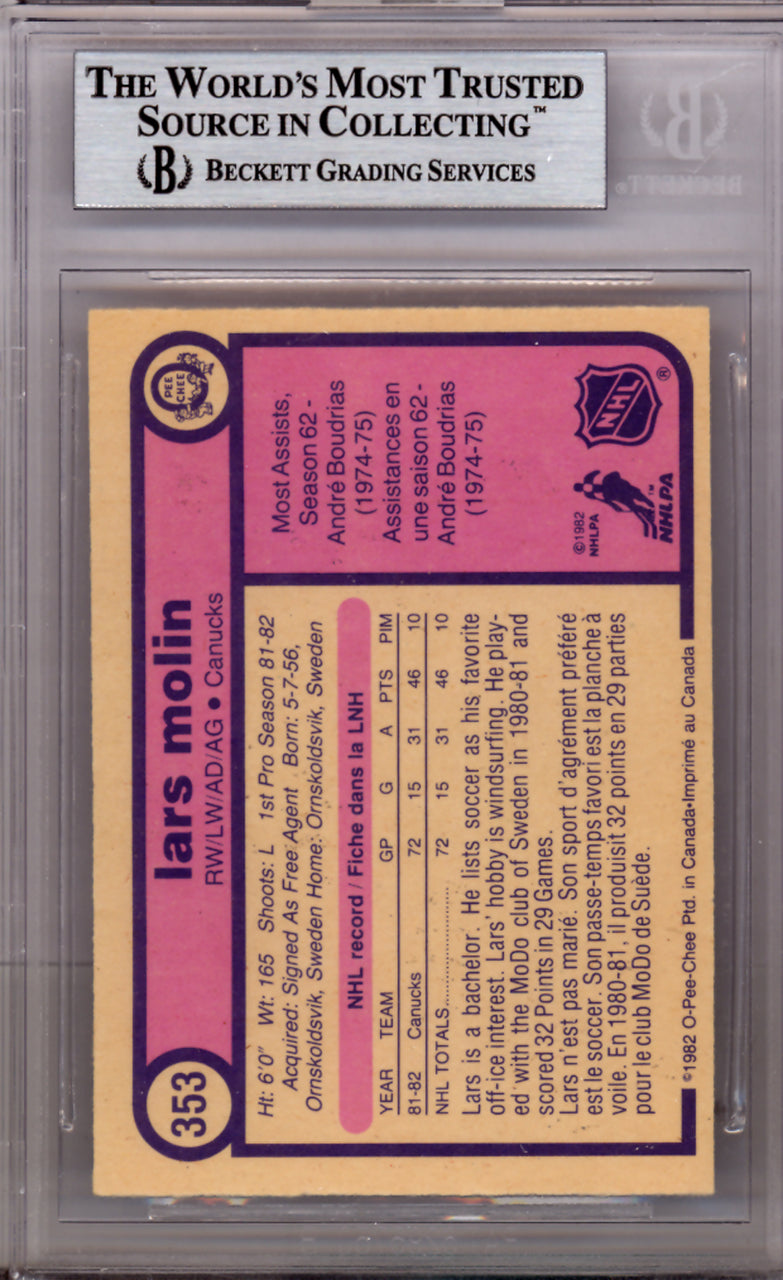 THE WORLD'S MOST TRUSTED
SOURCE IN COLLECTING™
B BECKETT GRADING SERVICES
B
BECKETT®
353
lars molin
RW/LW/AD/AG • Canucks
O
PEE
CHEE
Ht: 6'0" Wt: 165 Shoots: L 1st Pro Season 81-82
Acquired: Signed As Free Agent Born: 5-7-56,
Ornskoldsvik, Sweden Home: Ornskoldsvik, Sweden
NHL record / Fiche dans la LNH
YEAR TEAM GP G A PTS PIM
81-82 Canucks 72 15 31 46 10
NHL TOTALS.................... 72 15 31 46 10
Lars is a bachelor. He lists soccer as his favorite
off-ice interest. Lars' hobby is windsurfing. He play-
ed with the MoDo club of Sweden in 1980-81 and
scored 32 Points in 29 Games.
Lars n'est pas marié. Son sport d'agrément préféré
est le soccer. Son passe-temps favori est la planche à
voile. En 1980-81, il produisit 32 points en 29 parties
pour le club MoDo de Suède.
Most Assists,
Season 62 -
André Boudrias
(1974-75)
Assistances en
une saison 62 -
André Boudrias
(1974-75)
©1982
NHLPA
NHLPA™
NHL®
©1982 O-Pee-Chee Ptd. in Canada•Imprimé au Canada